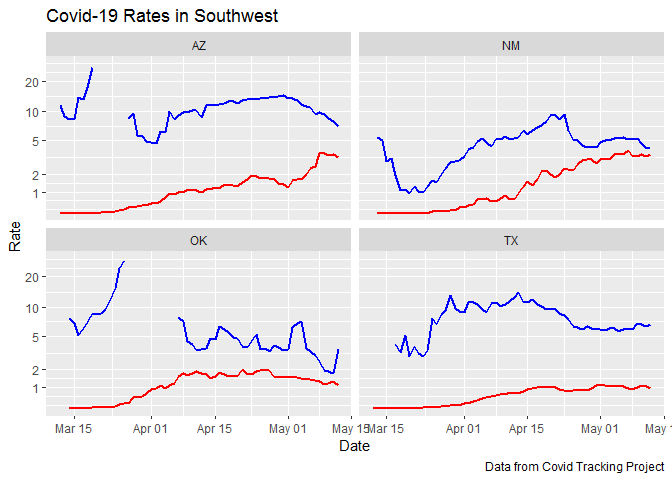 Covid-19 Rates in Southwest
AZ
NM
20
10
5
2
1
OK
TX
20
10
5
2
1
Rate
Mar 15
Apr 01
Apr 15
May 01
May 15
Mar 15
Apr 01
Apr 15
May 01
May 1
Date
Data from Covid Tracking Project